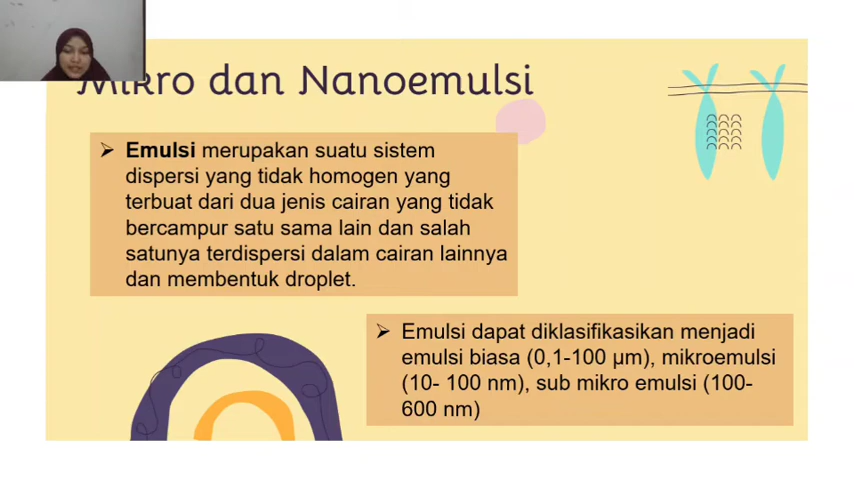 Mikro dan Nanoemulsi
➢ Emulsi merupakan suatu sistem
dispersi yang tidak homogen yang
terbuat dari dua jenis cairan yang tidak
bercampur satu sama lain dan salah
satunya terdispersi dalam cairan lainnya
dan membentuk droplet.
➢ Emulsi dapat diklasifikasikan menjadi
emulsi biasa (0,1-100 µm), mikroemulsi
(10- 100 nm), sub mikro emulsi (100-
600 nm)